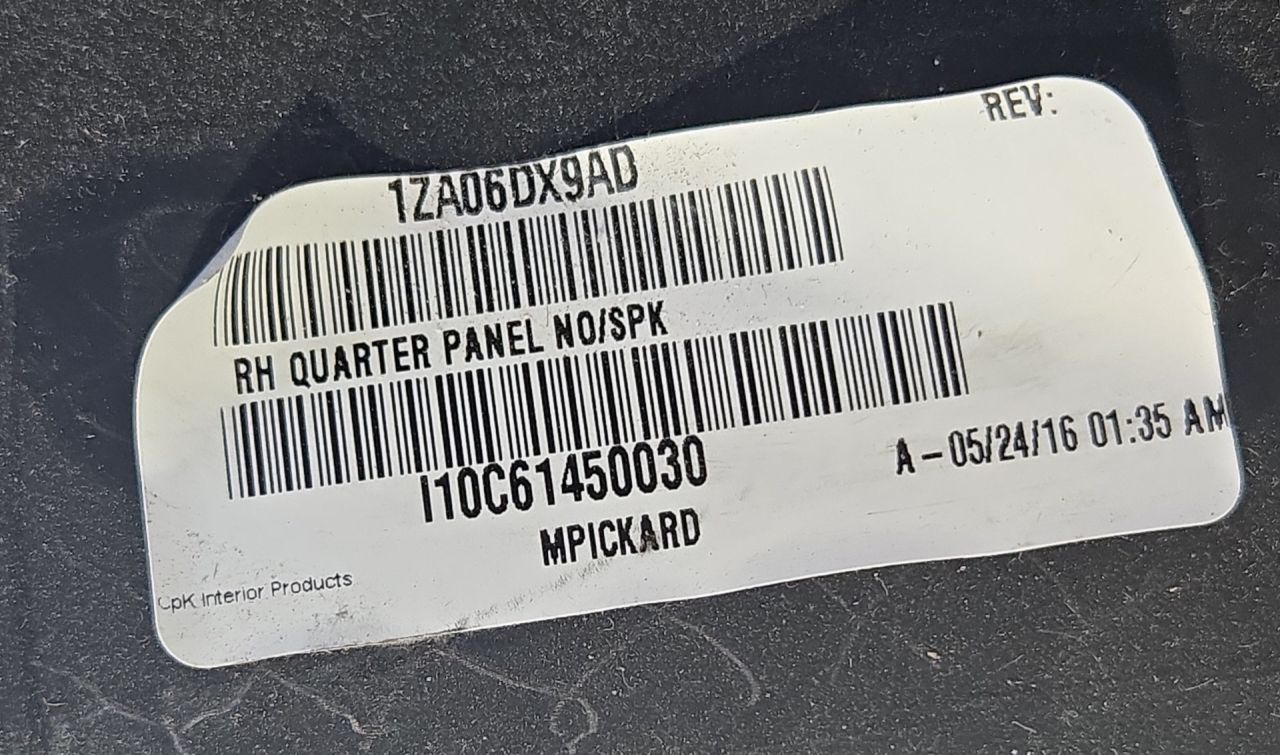 REV:
1ZA06DX9AD
RH QUARTER PANEL NO/SPK
I10C61450030
A - 05/24/16 01:35 AM
MPICKARD
CpK Interior Products